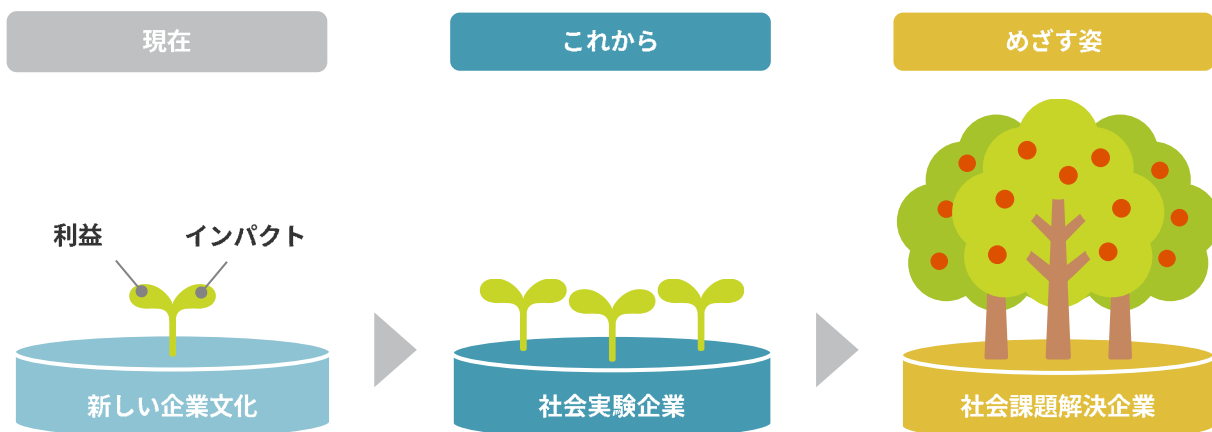 現在
これから
めざす姿
利益
インパクト
新しい企業文化
社会実験企業
社会課題解決企業